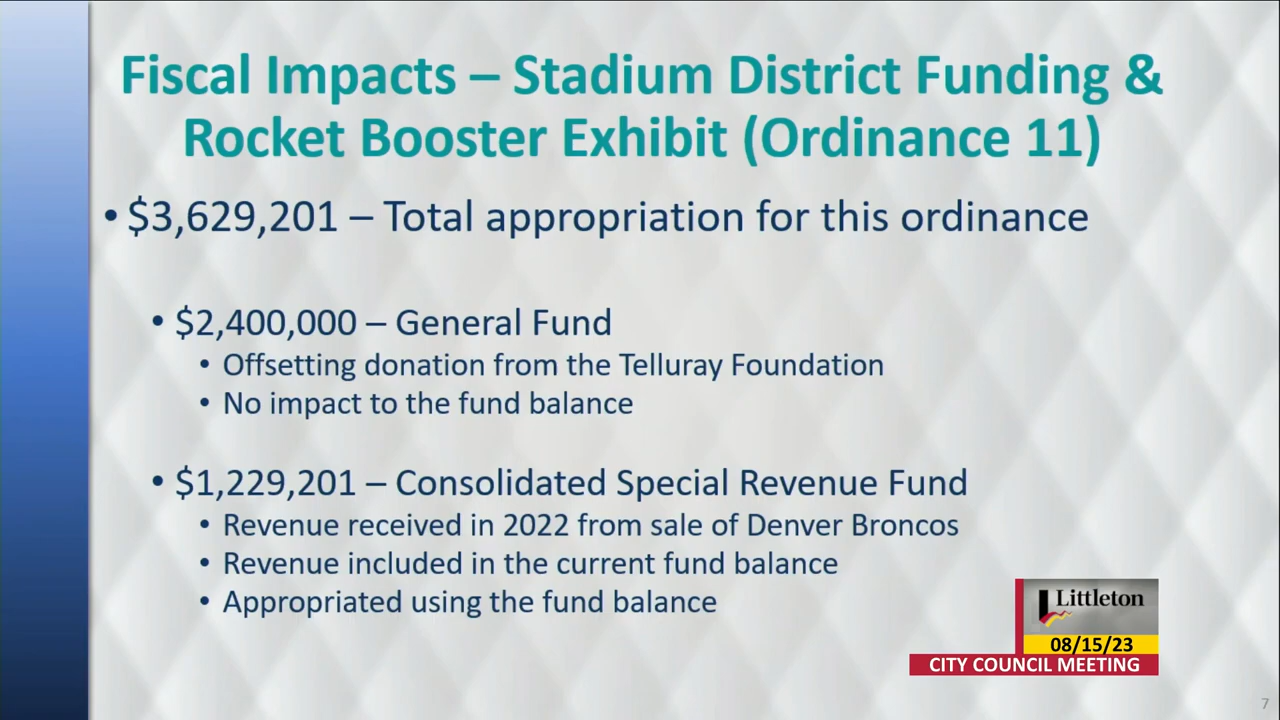 Fiscal Impacts – Stadium District Funding &
Rocket Booster Exhibit (Ordinance 11)
• $3,629,201 – Total appropriation for this ordinance
• $2,400,000 – General Fund
• Offsetting donation from the Telluray Foundation
• No impact to the fund balance
• $1,229,201 – Consolidated Special Revenue Fund
• Revenue received in 2022 from sale of Denver Broncos
• Revenue included in the current fund balance
• Appropriated using the fund balance
Littleton
08/15/23
CITY COUNCIL MEETING
7